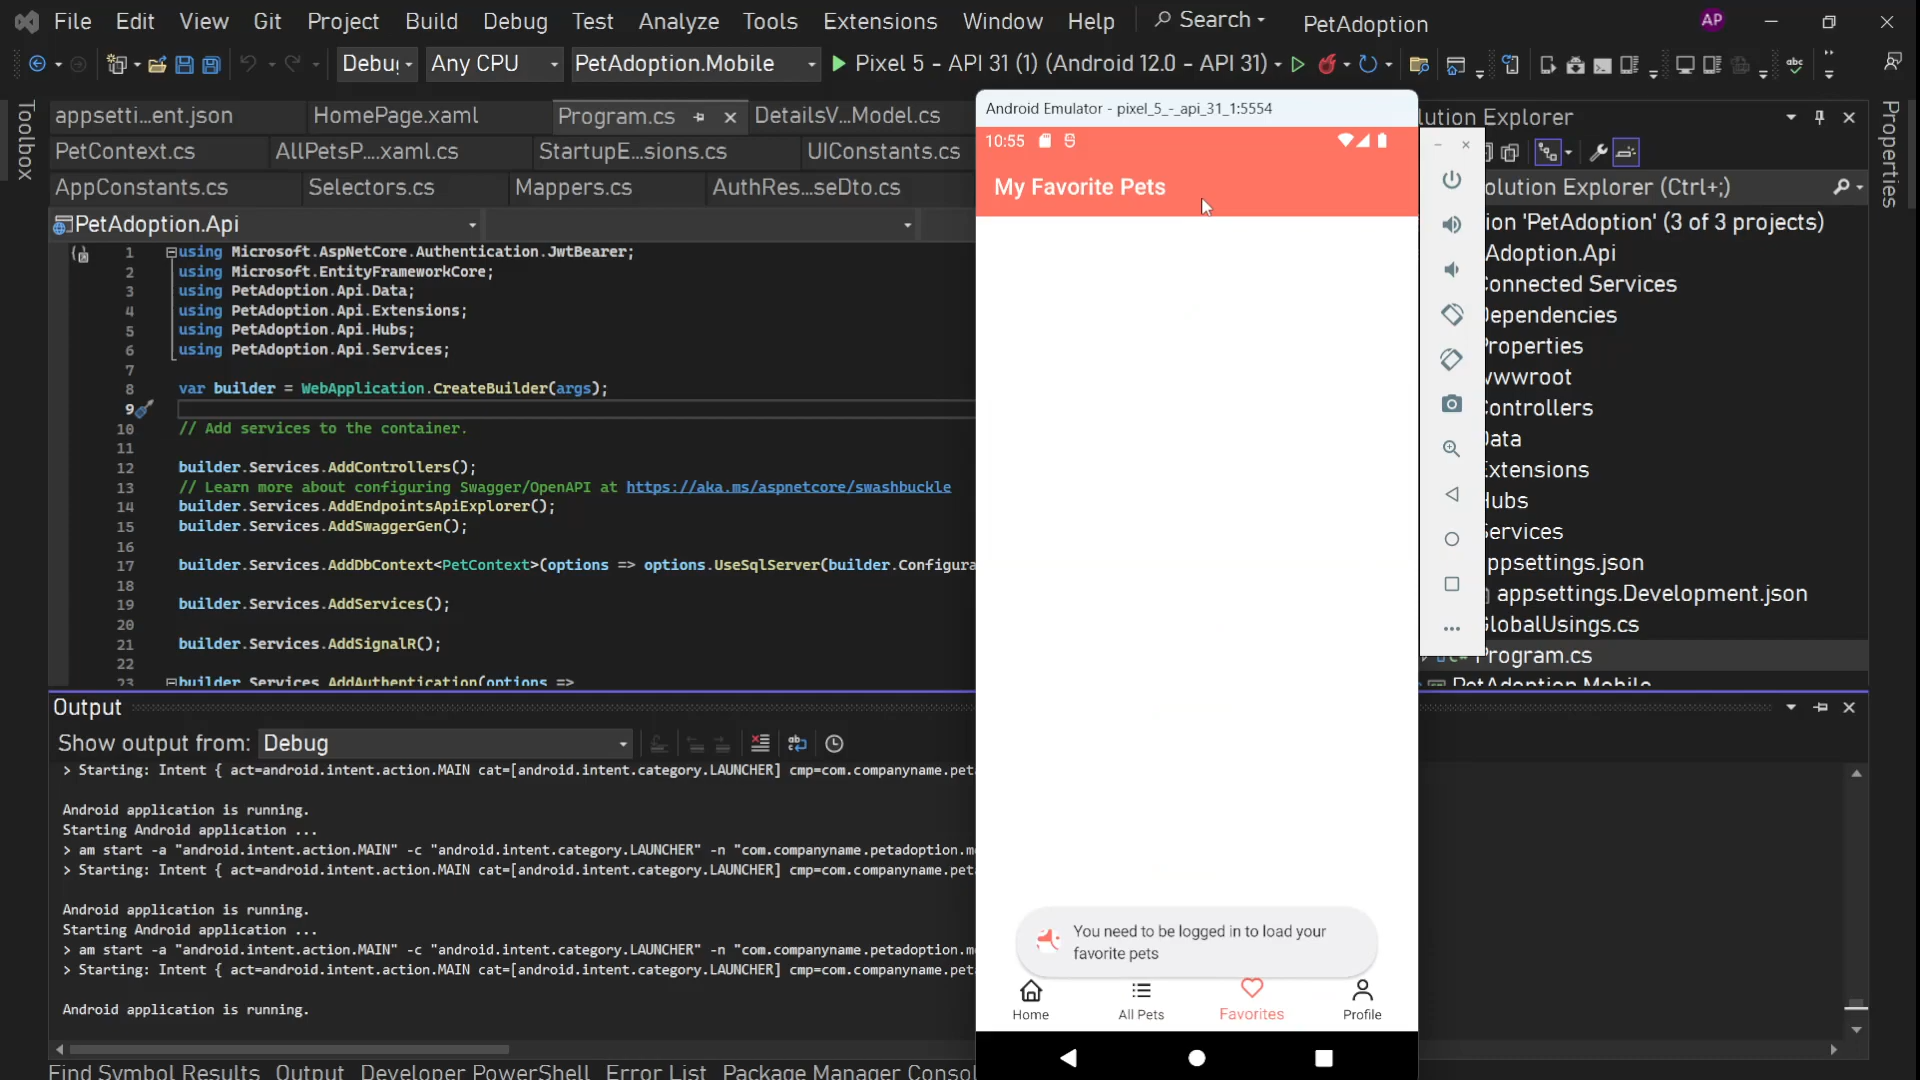 File Edit View Git Project Build Debug Test Analyze Tools Extensions Window Help Search PetAdoption AP
Any CPU PetAdoption.Mobile Pixel 5 - API 31 (1) (Android 12.0 - API 31)
Toolbox
appsetti...ent.json HomePage.xaml Program.cs DetailsV...Model.cs
PetContext.cs AllPetsP....xaml.cs StartupE...sions.cs UIConstants.cs
AppConstants.cs Selectors.cs Mappers.cs AuthRes...seDto.cs
PetAdoption.Api
1 using Microsoft.AspNetCore.Authentication.JwtBearer;
2 using Microsoft.EntityFrameworkCore;
3 using PetAdoption.Api.Data;
4 using PetAdoption.Api.Extensions;
5 using PetAdoption.Api.Hubs;
6 using PetAdoption.Api.Services;
7
8 var builder = WebApplication.CreateBuilder(args);
9
10 // Add services to the container.
11
12 builder.Services.AddControllers();
13 // Learn more about configuring Swagger/OpenAPI at https://aka.ms/aspnetcore/swashbuckle
14 builder.Services.AddEndpointsApiExplorer();
15 builder.Services.AddSwaggerGen();
16
17 builder.Services.AddDbContext<PetContext>(options => options.UseSqlServer(builder.Configura
18
19 builder.Services.AddServices();
20
21 builder.Services.AddSignalR();
22
23 builder.Services.AddAuthentication(options =>
Output
Show output from: Debug
> Starting: Intent { act=android.intent.action.MAIN cat=[android.intent.category.LAUNCHER] cmp=com.companyname.pet
Android application is running.
Starting Android application ...
> am start -a "android.intent.action.MAIN" -c "android.intent.category.LAUNCHER" -n "com.companyname.petadoption.m
> Starting: Intent { act=android.intent.action.MAIN cat=[android.intent.category.LAUNCHER] cmp=com.companyname.pet
Android application is running.
Starting Android application ...
> am start -a "android.intent.action.MAIN" -c "android.intent.category.LAUNCHER" -n "com.companyname.petadoption.m
> Starting: Intent { act=android.intent.action.MAIN cat=[android.intent.category.LAUNCHER] cmp=com.companyname.pet
Android application is running.
Find Symbol Results Output Developer PowerShell Error List Package Manager Consol
Android Emulator - pixel_5_-_api_31_1:5554
10:55
My Favorite Pets
You need to be logged in to load your
favorite pets
Home All Pets Favorites Profile
lution Explorer
olution Explorer (Ctrl+;)
ion 'PetAdoption' (3 of 3 projects)
Adoption.Api
Connected Services
Dependencies
Properties
wwwroot
Controllers
Data
Extensions
Hubs
Services
ppsettings.json
appsettings.Development.json
GlobalUsings.cs
Program.cs
PetAdoption.Mobile
Properties